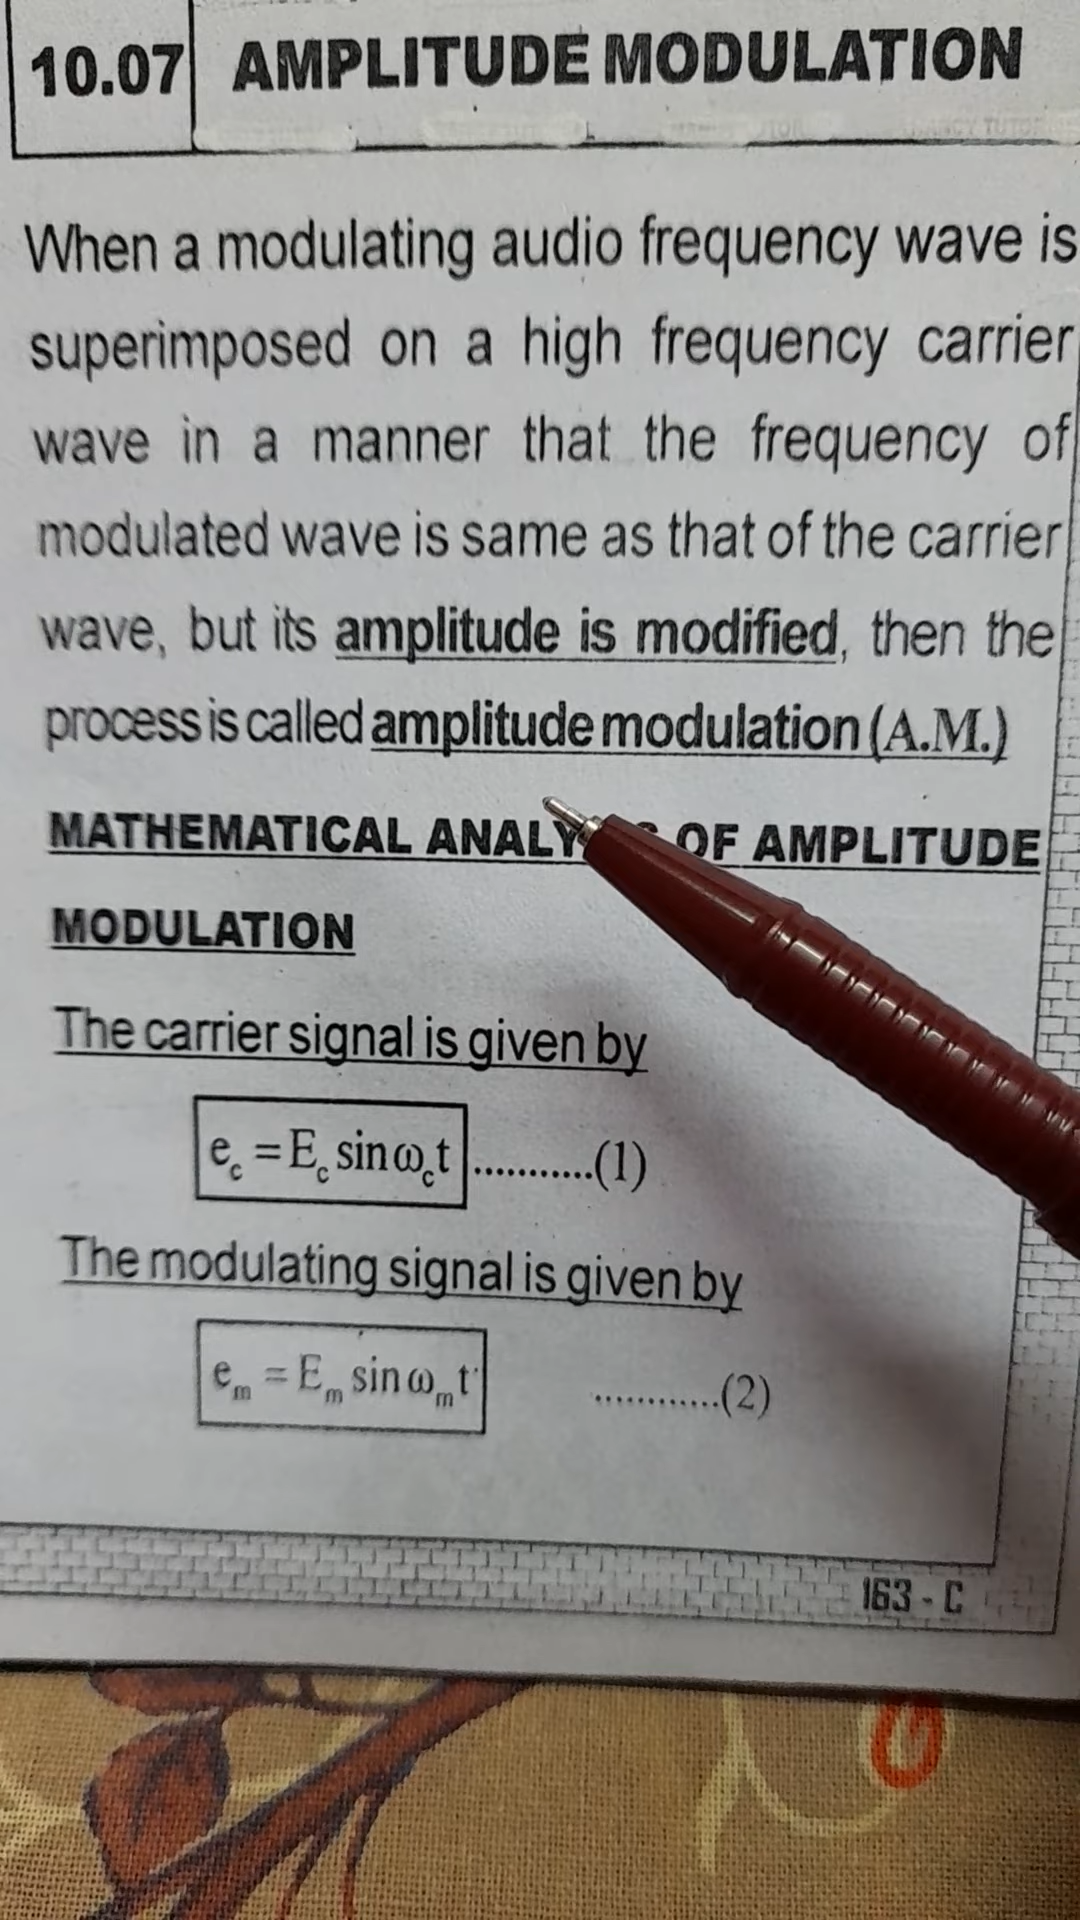 10.07 AMPLITUDE MODULATION
When a modulating audio frequency wave is
superimposed on a high frequency carrier
wave in a manner that the frequency of
modulated wave is same as that of the carrier
wave, but its amplitude is modified, then the
process is called amplitude modulation (A.M.)
MATHEMATICAL OF AMPLITUDE
MODULATION
The carrier signal is given by
e_c = E_c sin ω_c t ...........(1)
The modulating signal is given by
e_m = E_m sin ω_m t ............(2)
163 - C